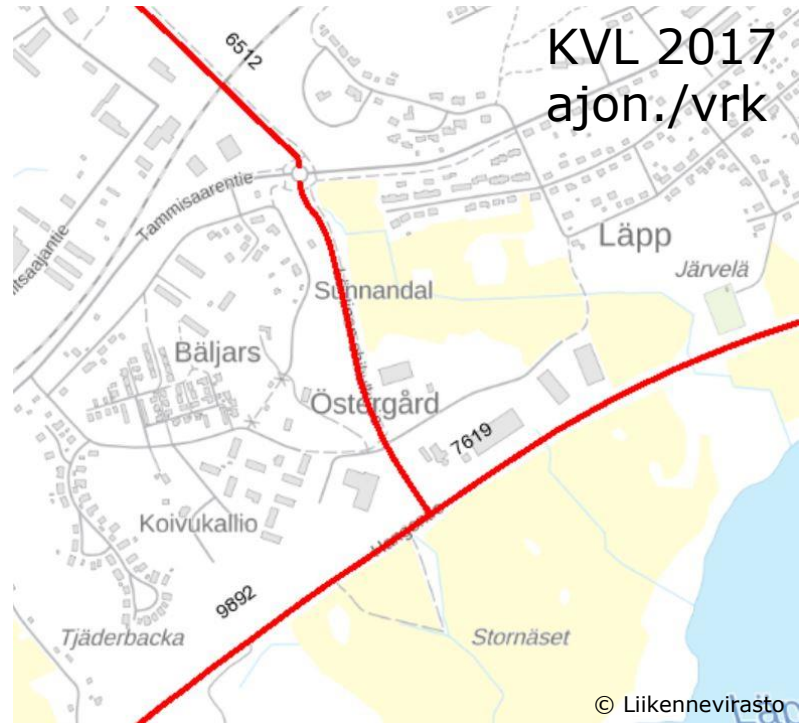 KVL 2017
ajon./vrk
6512
Tammisaarentie
Läpp
Järvelä
Sunnandal
Bäljars
Östergård
7619
Koivukallio
9892
Tjäderbacka
Stornäset
© Liikennevirasto